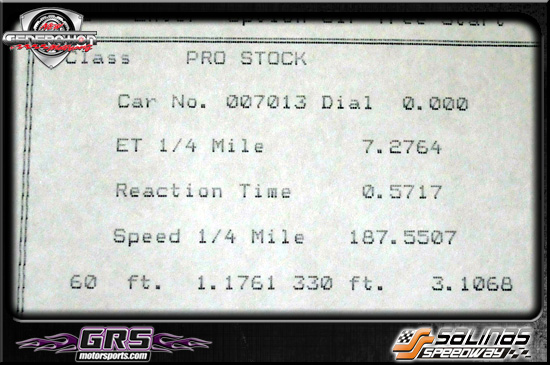 NEW
GENERATION
Class PRO STOCK
Car No. 007013 Dial 0.000
ET 1/4 Mile 7.2764
Reaction Time 0.5717
Speed 1/4 Mile 187.5507
60 ft. 1.1761 330 ft. 3.1068
GRS
motorsports.com
SALINAS
SPEEDWAY